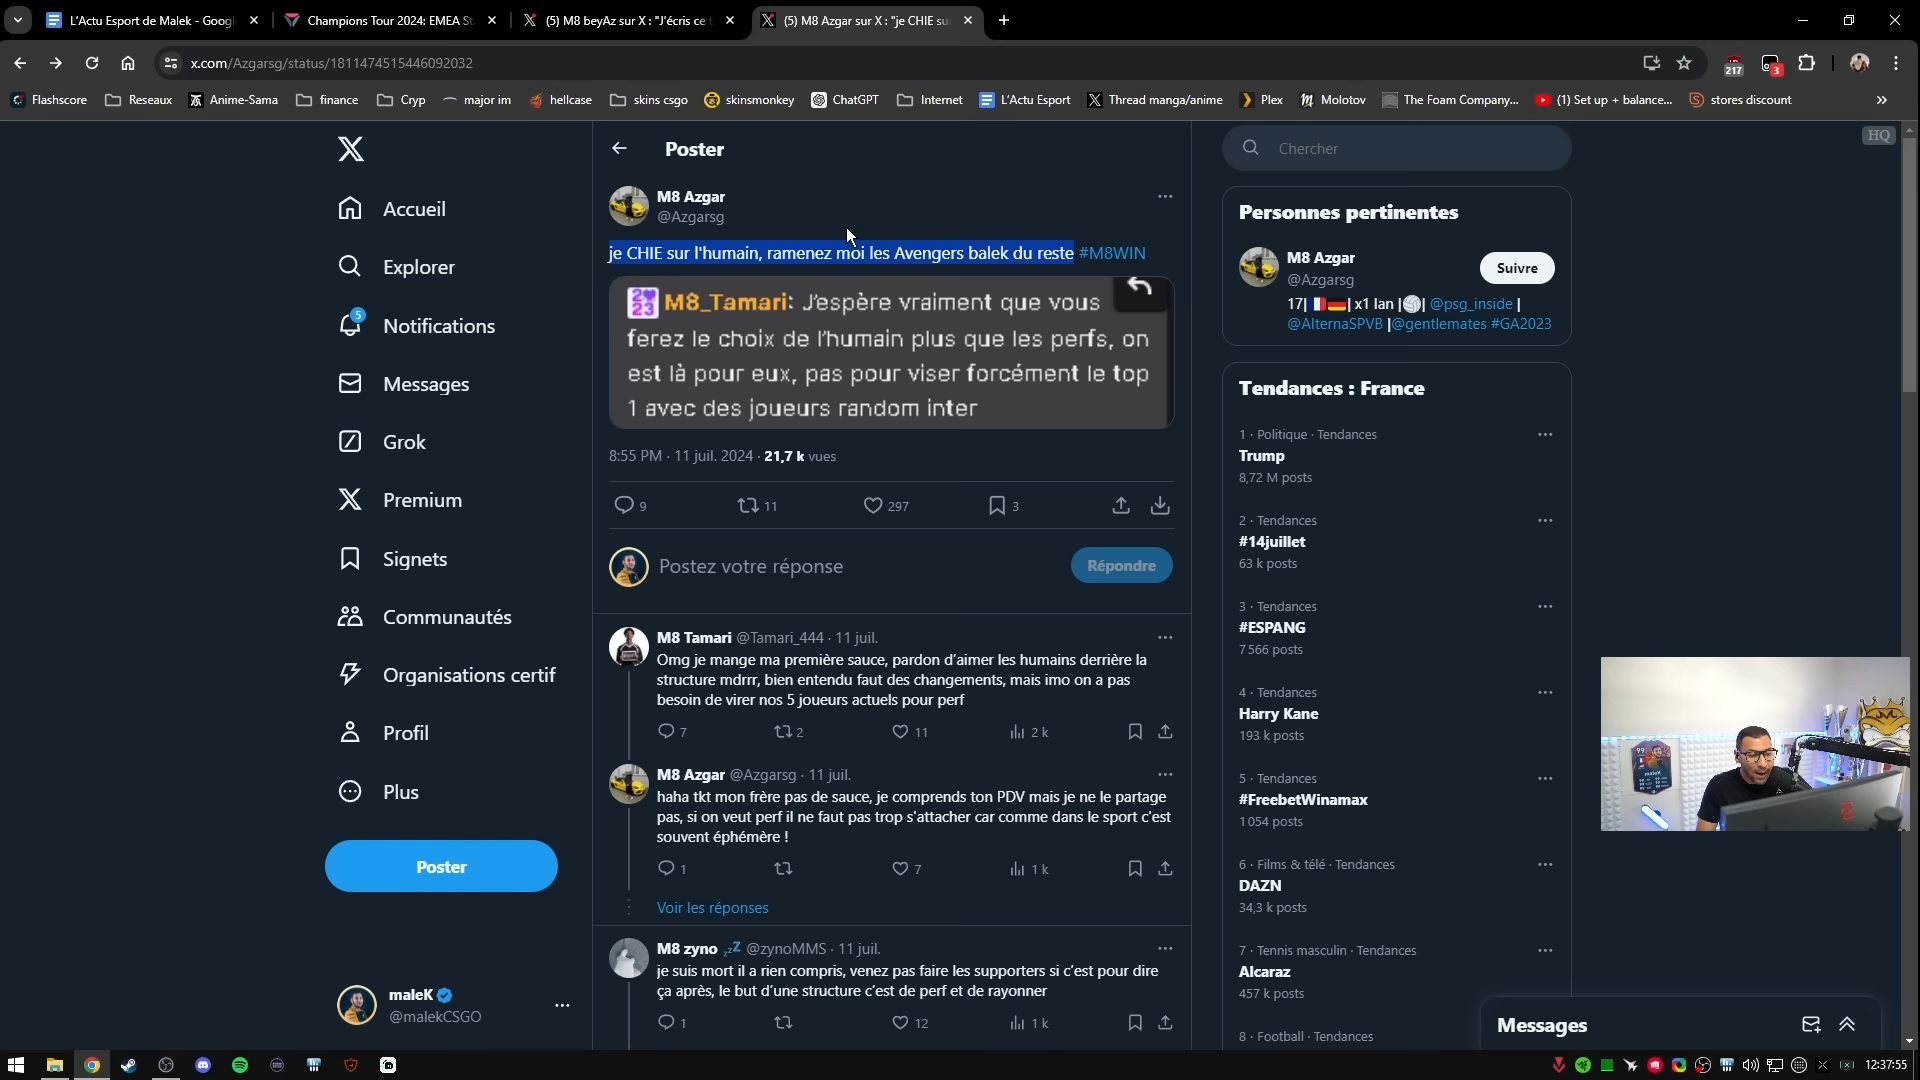 L'Actu Esport de Malek - Googl
Champions Tour 2024: EMEA St
(5) M8 beyAz sur X : "J'écris ce t
(5) M8 Azgar sur X : "je CHIE su
x.com/Azgarsg/status/1811474515446092032
217
3
Flashscore
Reseaux
Anime-Sama
finance
Cryp
major im
hellcase
skins csgo
skinsmonkey
ChatGPT
Internet
L'Actu Esport
Thread manga/anime
Plex
Molotov
The Foam Company...
(1) Set up + balance...
stores discount
HQ
Accueil
Explorer
5
Notifications
Messages
Grok
Premium
Signets
Communautés
Organisations certif
Profil
Plus
Poster
maleK
@malekCSGO
Poster
M8 Azgar
@Azgarsg
je CHIE sur l'humain, ramenez moi les Avengers balek du reste #M8WIN
M8_Tamari: J'espère vraiment que vous
ferez le choix de l'humain plus que les perfs, on
est là pour eux, pas pour viser forcément le top
1 avec des joueurs random inter
8:55 PM · 11 juil. 2024 · 21,7 k vues
9
11
297
3
Postez votre réponse
Répondre
M8 Tamari @Tamari_444 · 11 juil.
Omg je mange ma première sauce, pardon d'aimer les humains derrière la
structure mdrrr, bien entendu faut des changements, mais imo on a pas
besoin de virer nos 5 joueurs actuels pour perf
7
2
11
2 k
M8 Azgar @Azgarsg · 11 juil.
haha tkt mon frère pas de sauce, je comprends ton PDV mais je ne le partage
pas, si on veut perf il ne faut pas trop s'attacher car comme dans le sport c'est
souvent éphémère !
1
7
1 k
Voir les réponses
M8 zyno 💤 @zynoMMS · 11 juil.
je suis mort il a rien compris, venez pas faire les supporters si c'est pour dire
ça après, le but d'une structure c'est de perf et de rayonner
1
12
1 k
Chercher
Personnes pertinentes
M8 Azgar
@Azgarsg
Suivre
17|🇫🇷🇩🇪| x1 lan |🏐| @psg_inside |
@AlternaSPVB |@gentlemates #GA2023
Tendances : France
1 · Politique · Tendances
Trump
8,72 M posts
2 · Tendances
#14juillet
63 k posts
3 · Tendances
#ESPANG
7 566 posts
4 · Tendances
Harry Kane
193 k posts
5 · Tendances
#FreebetWinamax
1 054 posts
6 · Films & télé · Tendances
DAZN
34,3 k posts
7 · Tennis masculin · Tendances
Alcaraz
457 k posts
8 · Football · Tendances
Messages
12:37:55